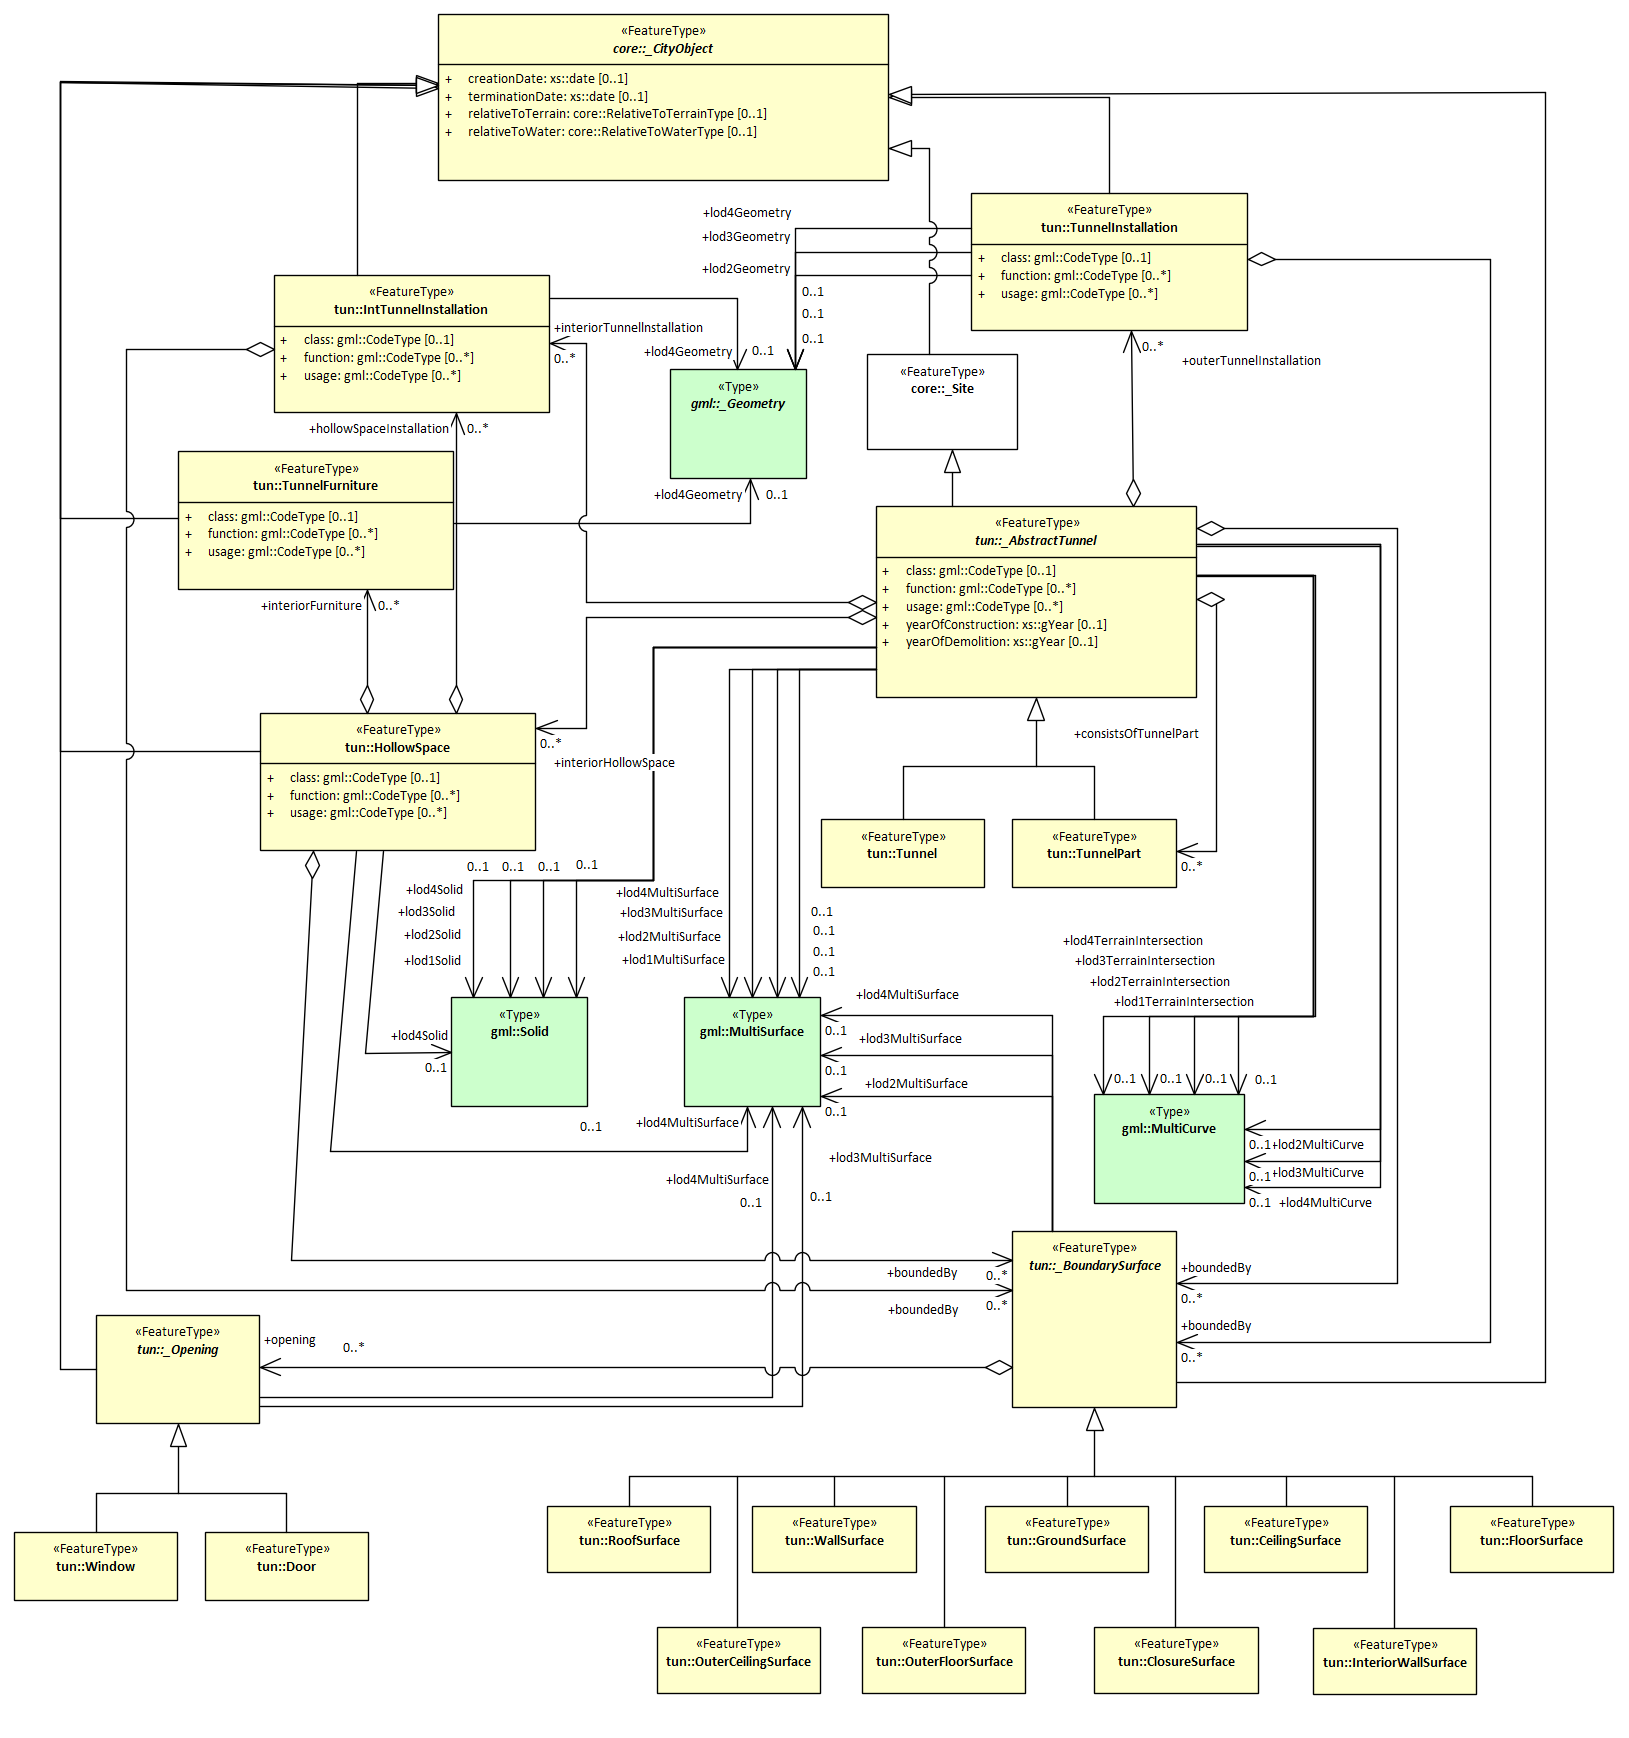 «FeatureType»
core::_CityObject
+ creationDate: xs::date [0..1]
+ terminationDate: xs::date [0..1]
+ relativeToTerrain: core::RelativeToTerrainType [0..1]
+ relativeToWater: core::RelativeToWaterType [0..1]
«FeatureType»
tun::TunnelInstallation
+ class: gml::CodeType [0..1]
+ function: gml::CodeType [0..*]
+ usage: gml::CodeType [0..*]
+lod4Geometry
+lod3Geometry
+lod2Geometry
0..1
0..1
0..1
«FeatureType»
tun::IntTunnelInstallation
+ class: gml::CodeType [0..1]
+ function: gml::CodeType [0..*]
+ usage: gml::CodeType [0..*]
+interiorTunnelInstallation
0..*
+lod4Geometry
0..1
«Type»
gml::_Geometry
«FeatureType»
core::_Site
0..*
+outerTunnelInstallation
+hollowSpaceInstallation
0..*
«FeatureType»
tun::TunnelFurniture
+ class: gml::CodeType [0..1]
+ function: gml::CodeType [0..*]
+ usage: gml::CodeType [0..*]
+lod4Geometry
0..1
+interiorFurniture
0..*
«FeatureType»
tun::_AbstractTunnel
+ class: gml::CodeType [0..1]
+ function: gml::CodeType [0..*]
+ usage: gml::CodeType [0..*]
+ yearOfConstruction: xs::gYear [0..1]
+ yearOfDemolition: xs::gYear [0..1]
«FeatureType»
tun::HollowSpace
+ class: gml::CodeType [0..1]
+ function: gml::CodeType [0..*]
+ usage: gml::CodeType [0..*]
0..*
+interiorHollowSpace
+consistsOfTunnelPart
«FeatureType»
tun::Tunnel
«FeatureType»
tun::TunnelPart
0..*
0..1
0..1
0..1
0..1
+lod4Solid
+lod3Solid
+lod2Solid
+lod1Solid
+lod4MultiSurface
+lod3MultiSurface
+lod2MultiSurface
+lod1MultiSurface
0..1
0..1
0..1
0..1
+lod4TerrainIntersection
+lod3TerrainIntersection
+lod2TerrainIntersection
+lod1TerrainIntersection
«Type»
gml::Solid
+lod4Solid
0..1
«Type»
gml::MultiSurface
+lod4MultiSurface
0..1
+lod3MultiSurface
0..1
+lod2MultiSurface
0..1
0..1
0..1
0..1
0..1
«Type»
gml::MultiCurve
0..1
+lod2MultiCurve
0..1
+lod3MultiCurve
0..1
+lod4MultiCurve
0..1
+lod4MultiSurface
+lod3MultiSurface
+lod4MultiSurface
0..1
0..1
«FeatureType»
tun::_BoundarySurface
+boundedBy
0..*
+boundedBy
0..*
+boundedBy
0..*
+boundedBy
0..*
«FeatureType»
tun::_Opening
+opening
0..*
«FeatureType»
tun::Window
«FeatureType»
tun::Door
«FeatureType»
tun::RoofSurface
«FeatureType»
tun::WallSurface
«FeatureType»
tun::GroundSurface
«FeatureType»
tun::CeilingSurface
«FeatureType»
tun::FloorSurface
«FeatureType»
tun::OuterCeilingSurface
«FeatureType»
tun::OuterFloorSurface
«FeatureType»
tun::ClosureSurface
«FeatureType»
tun::InteriorWallSurface